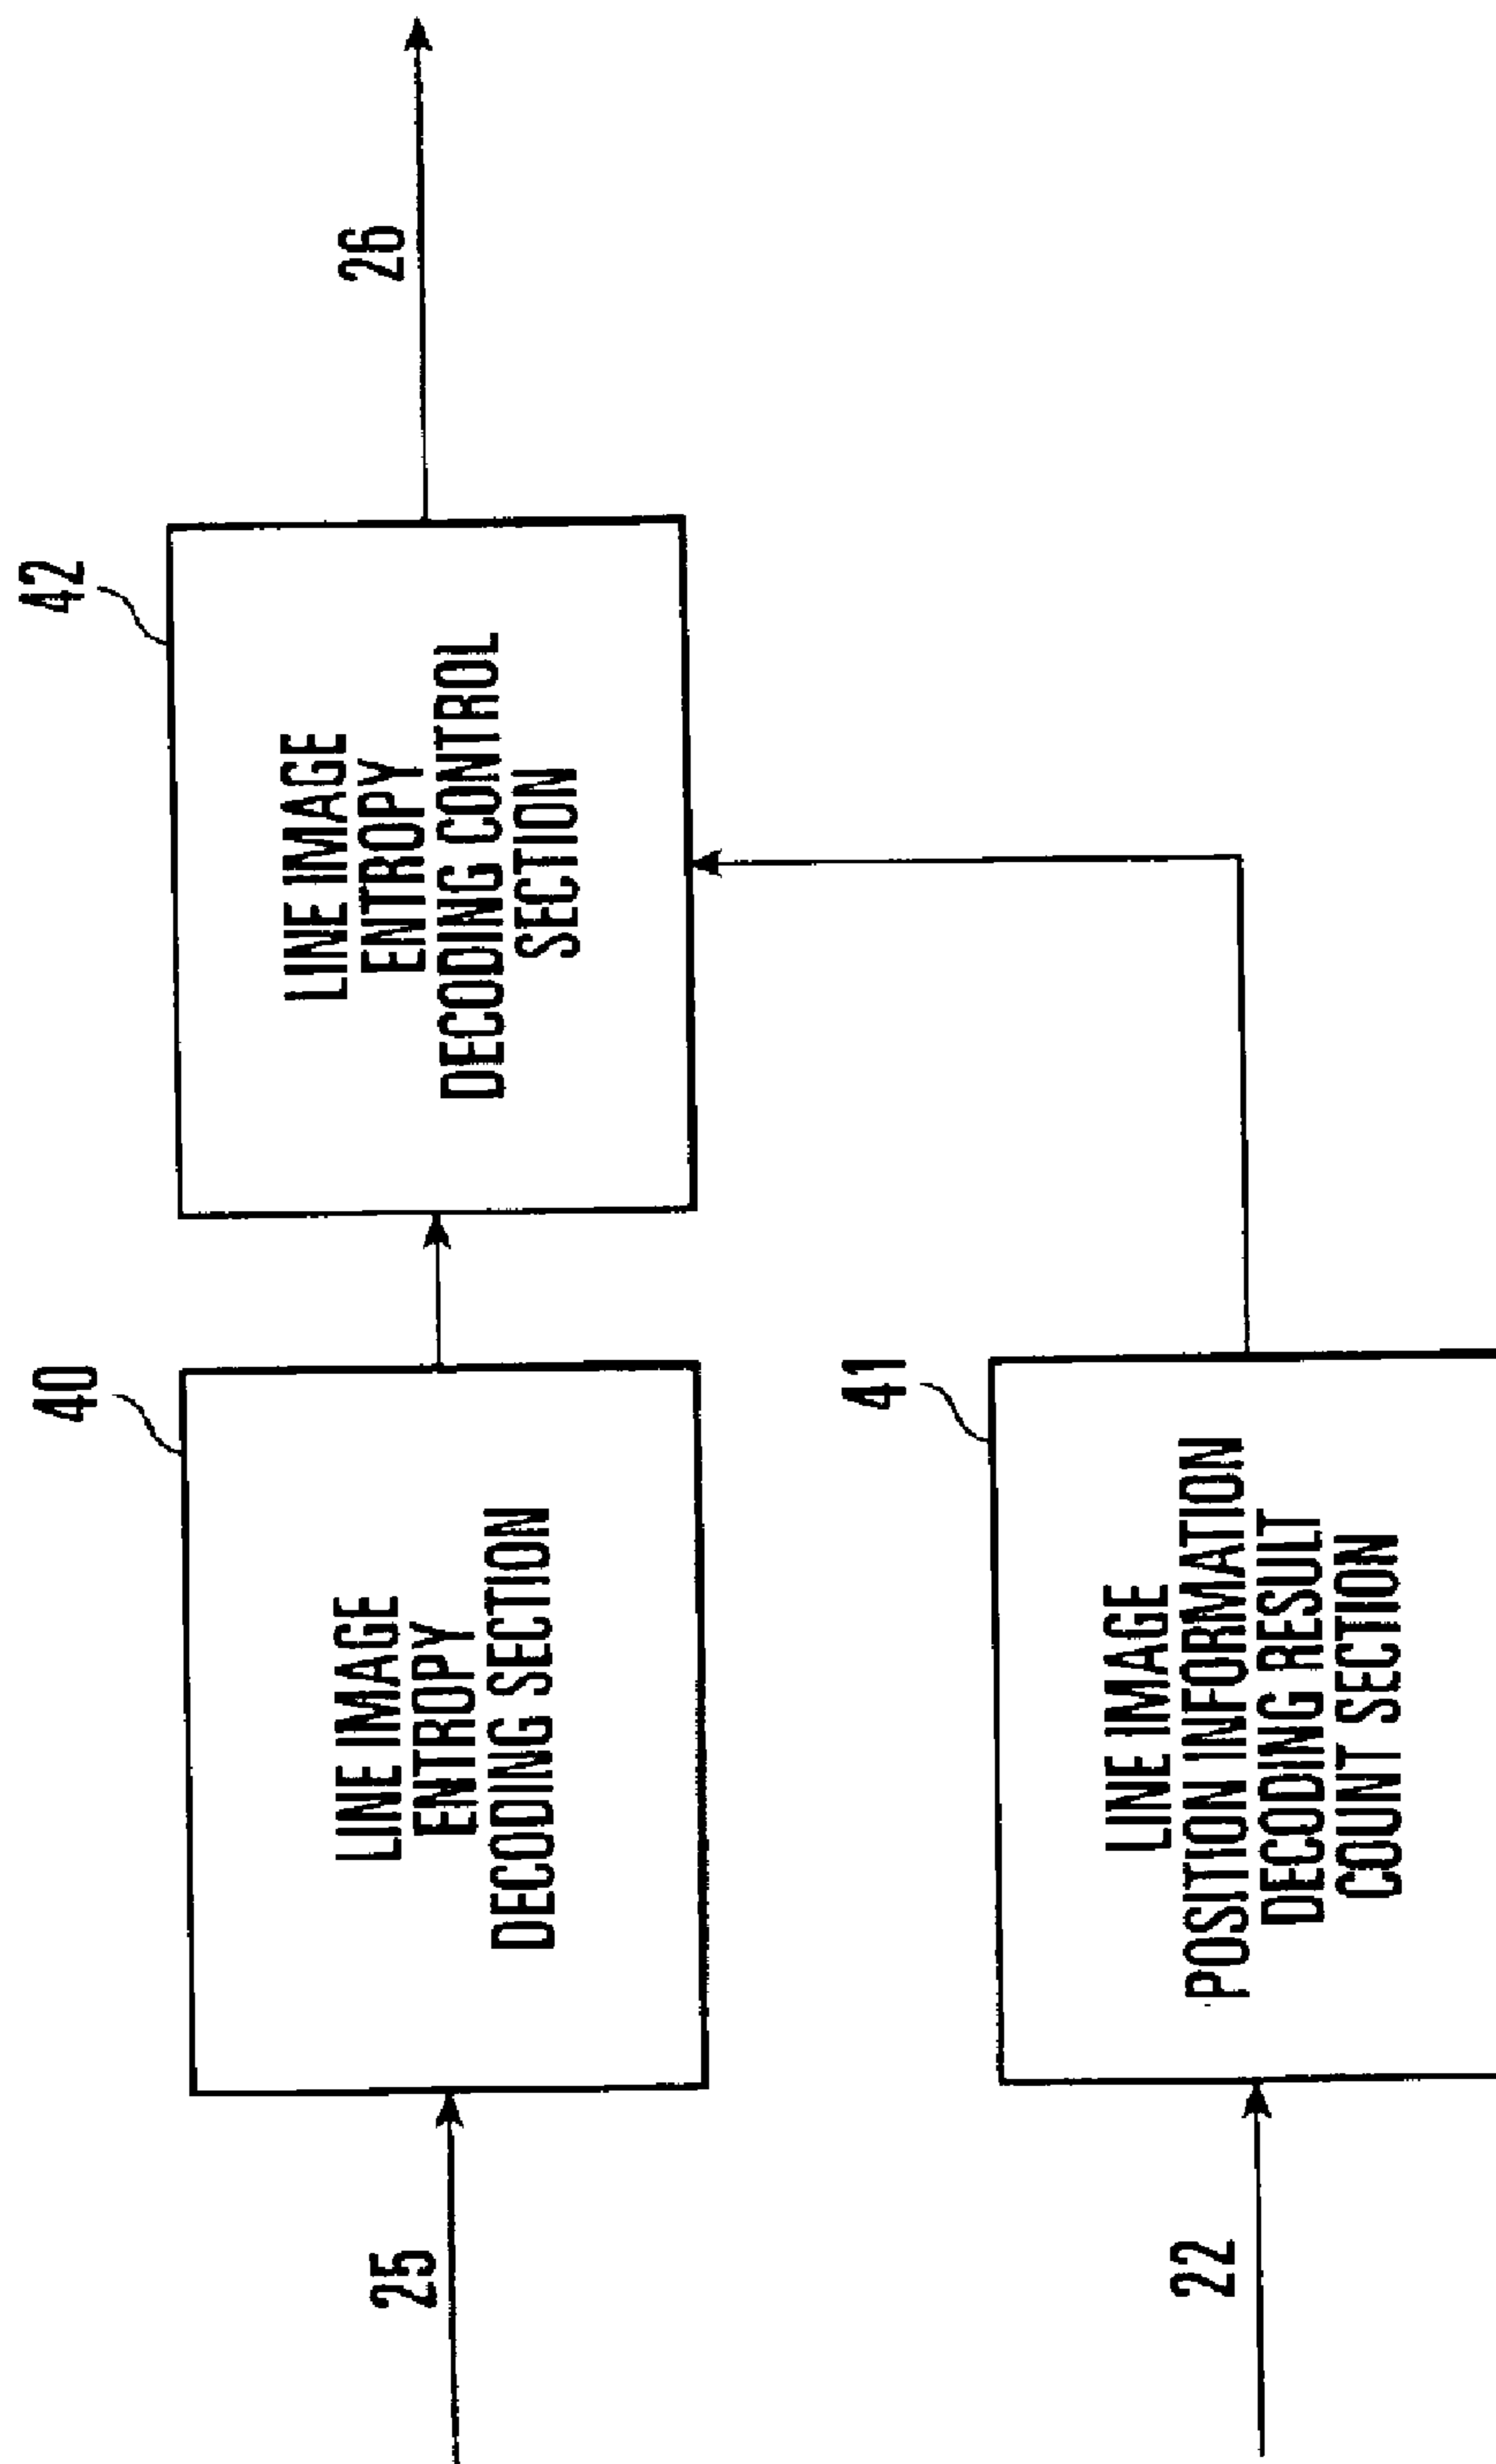 40
LINE IMAGE
ENTROPY
DECODING SECTION
25
42
LINE IMAGE
ENTROPY
DECODING CONTROL
SECTION
26
41
LINE IMAGE
POSITION INFORMATION
DECODING RESULT
COUNT SECTION
22